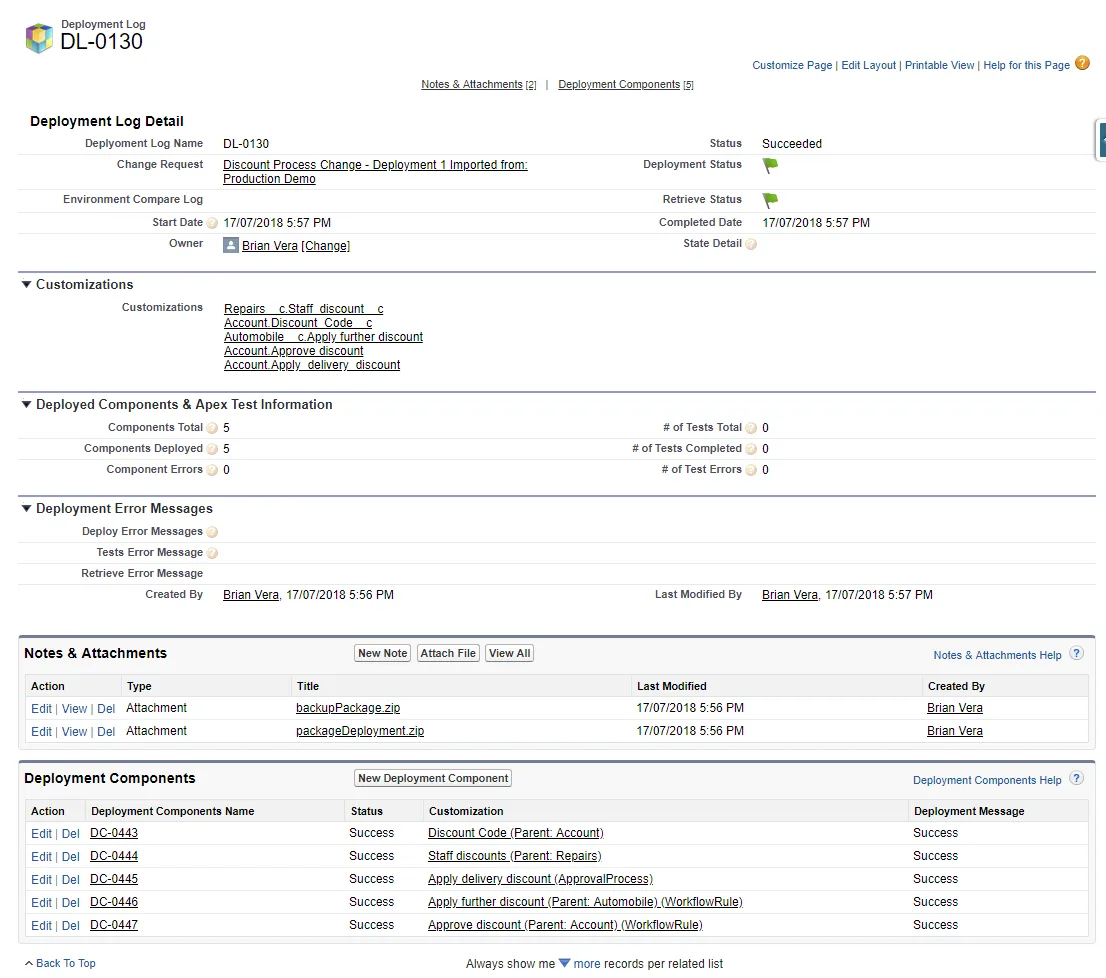 Deployment Log
DL-0130
Customize Page | Edit Layout | Printable View | Help for this Page ?
Notes & Attachments [2] | Deployment Components [5]
Deployment Log Detail
Deplyoment Log Name DL-0130 Status Succeeded
Change Request Discount Process Change - Deployment 1 Imported from: Deployment Status
Production Demo
Environment Compare Log Retrieve Status
Start Date ? 17/07/2018 5:57 PM Completed Date 17/07/2018 5:57 PM
Owner Brian Vera [Change] State Detail ?
Customizations
Customizations Repairs__c.Staff_discount__c
Account.Discount_Code__c
Automobile__c.Apply further discount
Account.Approve discount
Account.Apply_delivery_discount
Deployed Components & Apex Test Information
Components Total ? 5 # of Tests Total ? 0
Components Deployed ? 5 # of Tests Completed ? 0
Component Errors ? 0 # of Test Errors ? 0
Deployment Error Messages
Deploy Error Messages ?
Tests Error Message ?
Retrieve Error Message
Created By Brian Vera, 17/07/2018 5:56 PM Last Modified By Brian Vera, 17/07/2018 5:57 PM
Notes & Attachments New Note Attach File View All Notes & Attachments Help ?
Action Type Title Last Modified Created By
Edit | View | Del Attachment backupPackage.zip 17/07/2018 5:56 PM Brian Vera
Edit | View | Del Attachment packageDeployment.zip 17/07/2018 5:56 PM Brian Vera
Deployment Components New Deployment Component Deployment Components Help ?
Action Deployment Components Name Status Customization Deployment Message
Edit | Del DC-0443 Success Discount Code (Parent: Account) Success
Edit | Del DC-0444 Success Staff discounts (Parent: Repairs) Success
Edit | Del DC-0445 Success Apply delivery discount (ApprovalProcess) Success
Edit | Del DC-0446 Success Apply further discount (Parent: Automobile) (WorkflowRule) Success
Edit | Del DC-0447 Success Approve discount (Parent: Account) (WorkflowRule) Success
Back To Top Always show me more records per related list